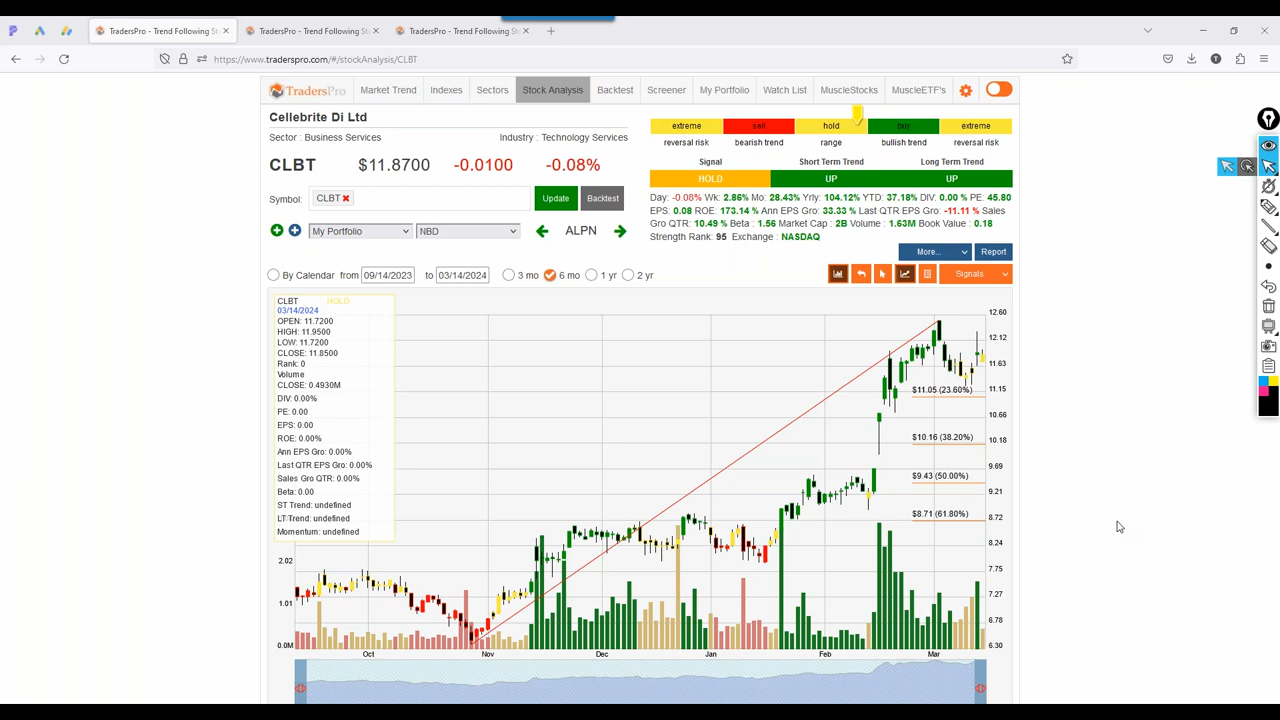 TradersPro - Trend Following St
TradersPro - Trend Following St
TradersPro - Trend Following St
https://www.traderspro.com/#/stockAnalysis/CLBT
TradersPro
Market Trend Indexes Sectors Stock Analysis Backtest Screener My Portfolio Watch List MuscleStocks MuscleETF's
Cellebrite Di Ltd
Sector : Business Services Industry : Technology Services
CLBT $11.8700 -0.0100 -0.08%
Symbol: CLBT Update Backtest
My Portfolio NBD ALPN
extreme sell hold buy extreme
reversal risk bearish trend range bullish trend reversal risk
Signal Short Term Trend Long Term Trend
HOLD UP UP
Day: -0.08% Wk: 2.86% Mo: 28.43% Yrly: 104.12% YTD: 37.18% DIV: 0.00 % PE: 45.80
EPS: 0.08 ROE: 173.14 % Ann EPS Gro: 33.33 % Last QTR EPS Gro: -11.11 % Sales
Gro QTR: 10.49 % Beta : 1.56 Market Cap : 2B Volume : 1.63M Book Value : 0.18
Strength Rank: 95 Exchange : NASDAQ
More... Report
By Calendar from 09/14/2023 to 03/14/2024 3 mo 6 mo 1 yr 2 yr
Signals
CLBT HOLD
03/14/2024
OPEN: 11.7200
HIGH: 11.9500
LOW: 11.7200
CLOSE: 11.8500
Rank: 0
Volume
CLOSE: 0.4930M
DIV: 0.00%
PE: 0.00
EPS: 0.00
ROE: 0.00%
Ann EPS Gro: 0.00%
Last QTR EPS Gro: 0.00%
Sales Gro QTR: 0.00%
Beta: 0.00
ST Trend: undefined
LT Trend: undefined
Momentum: undefined
2.02
1.01
0.0M
$11.05 (23.60%)
$10.16 (38.20%)
$9.43 (50.00%)
$8.71 (61.80%)
12.60
12.12
11.63
11.15
10.66
10.18
9.69
9.21
8.72
8.24
7.75
7.27
6.78
6.30
Oct Nov Dec Jan Feb Mar